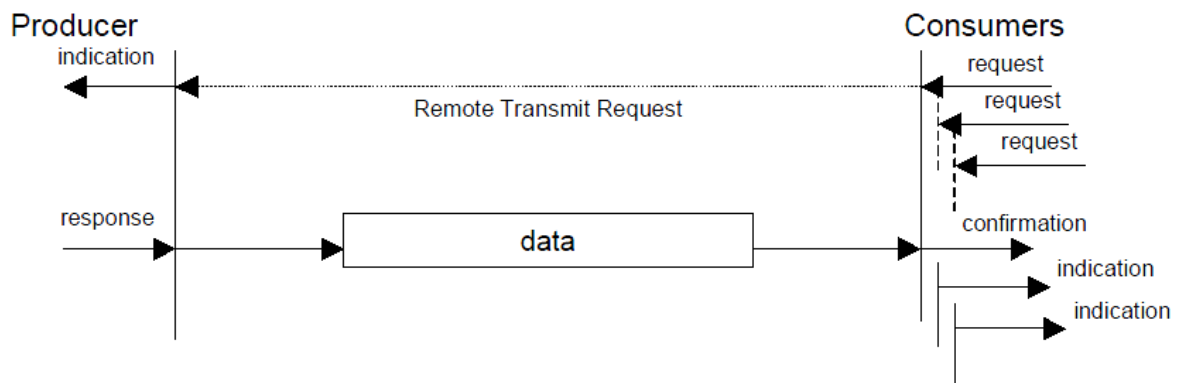 Producer
Consumers
indication
request
Remote Transmit Request
request
request
response
data
confirmation
indication
indication